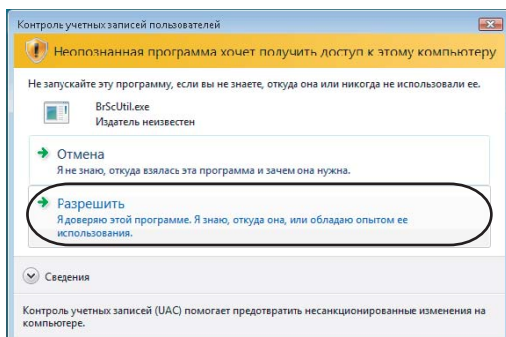 Контроль учетных записей пользователей
Неопознанная программа хочет получить доступ к этому компьютеру
Не запускайте эту программу, если вы не знаете, откуда она или никогда не использовали ее.
BrScUtil.exe
Издатель неизвестен
Отмена
Я не знаю, откуда взялась эта программа и зачем она нужна.
Разрешить
Я доверяю этой программе. Я знаю, откуда она, или обладаю опытом ее
использования.
Сведения
Контроль учетных записей (UAC) помогает предотвратить несанкционированные изменения на
компьютере.